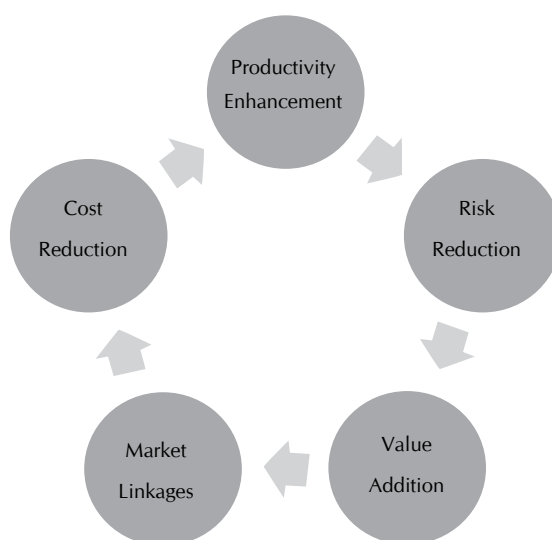 Productivity
Enhancement
Risk
Reduction
Value
Addition
Market
Linkages
Cost
Reduction